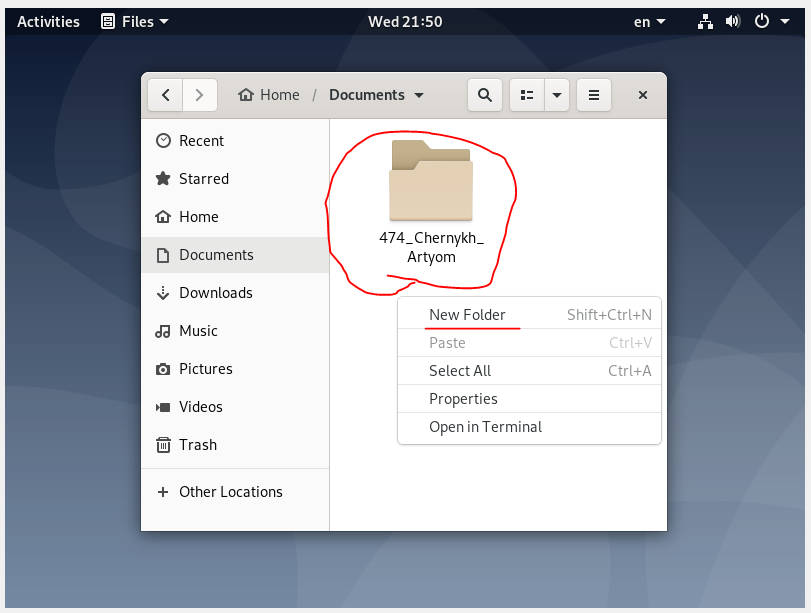 Activities Files Wed 21:50 en
Home / Documents
Recent
Starred
Home
Documents
Downloads
Music
Pictures
Videos
Trash
+ Other Locations
474_Chernykh_
Artyom
New Folder Shift+Ctrl+N
Paste Ctrl+V
Select All Ctrl+A
Properties
Open in Terminal